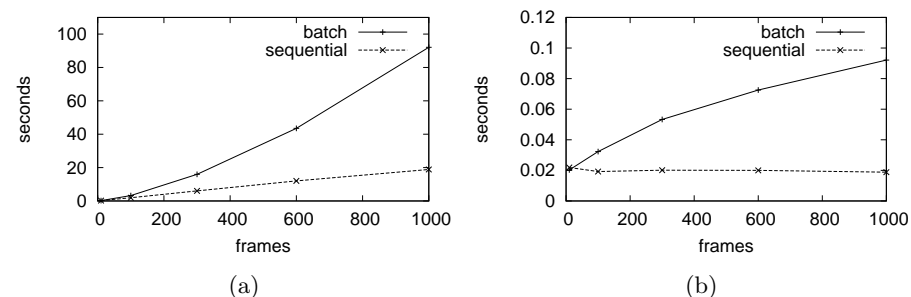 100
80
60
40
20
0
seconds
0 200 400 600 800 1000
frames
batch
sequential
(a)
0.12
0.1
0.08
0.06
0.04
0.02
0
seconds
0 200 400 600 800 1000
frames
batch
sequential
(b)